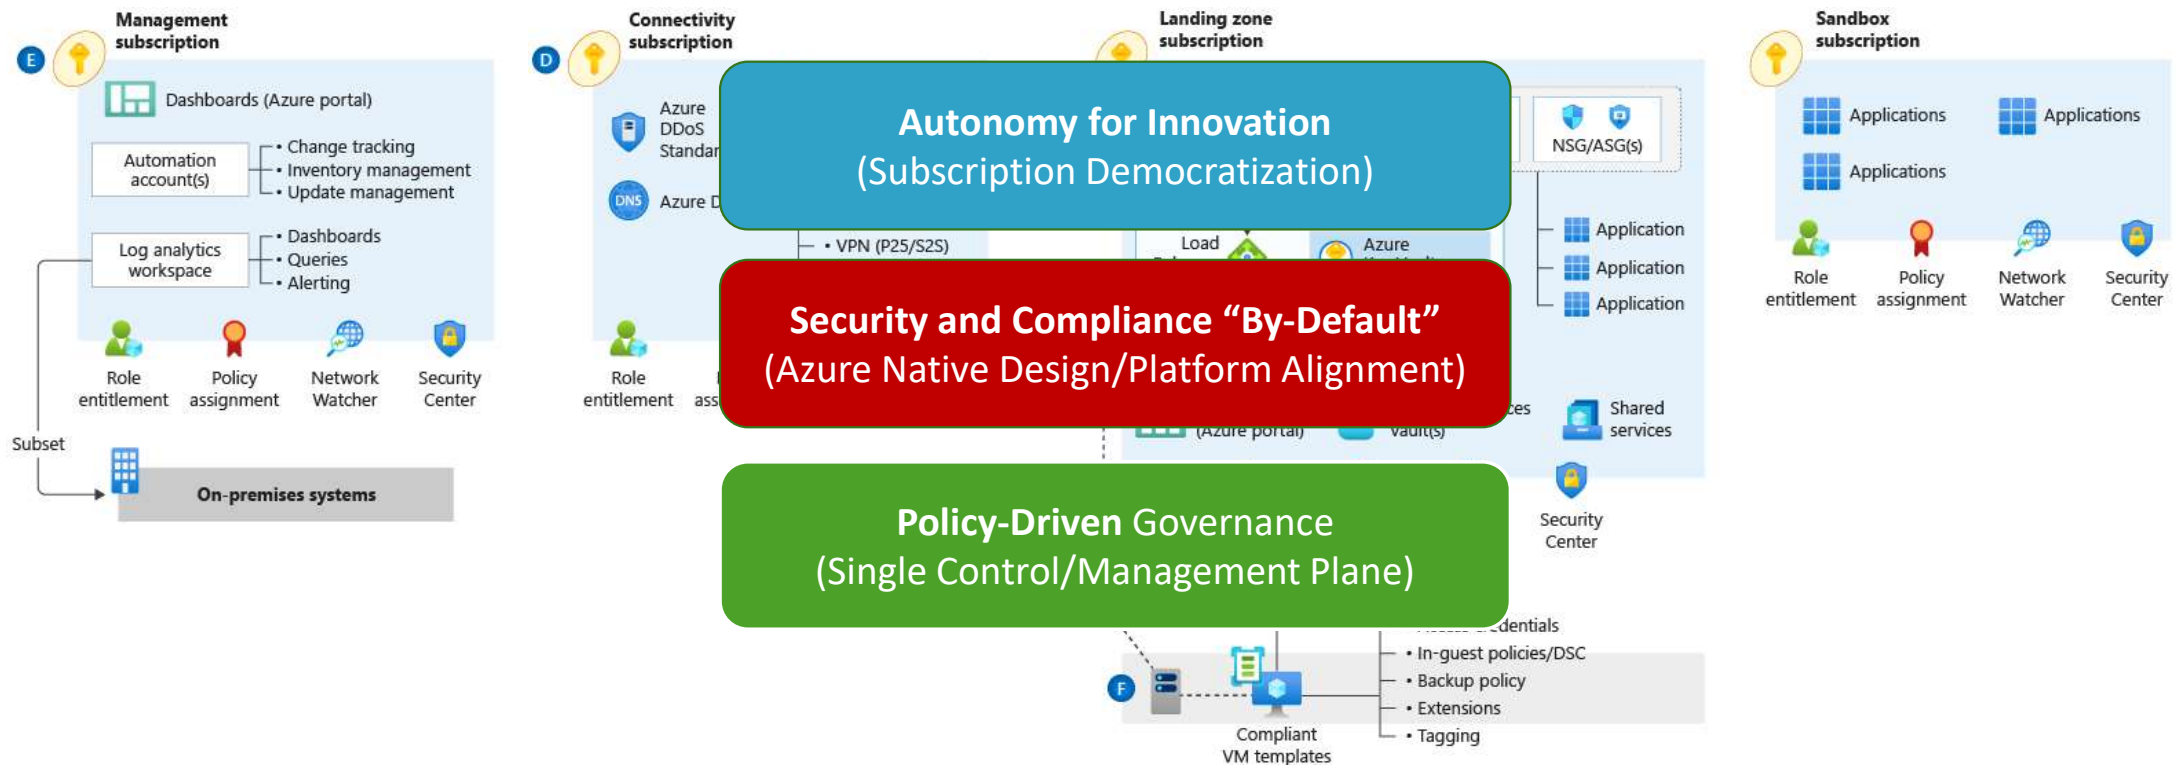 Management
subscription
E
Dashboards (Azure portal)
Automation
account(s)
• Change tracking
• Inventory management
• Update management
Log analytics
workspace
• Dashboards
• Queries
• Alerting
Role
entitlement
Policy
assignment
Network
Watcher
Security
Center
Subset
On-premises systems
Connectivity
subscription
D
Azure
DDoS
Standar
DNS
Azure D
• VPN (P2S/S2S)
Role
entitlement
ass
Landing zone
subscription
NSG/ASG(s)
Load
Azure
Application
Application
Application
(Azure portal)
Vault(s)
ces
Shared
services
Security
Center
Autonomy for Innovation
(Subscription Democratization)
Security and Compliance “By-Default”
(Azure Native Design/Platform Alignment)
Policy-Driven Governance
(Single Control/Management Plane)
F
Compliant
VM templates
• In-guest policies/DSC
• Backup policy
• Extensions
• Tagging
Sandbox
subscription
Applications
Applications
Applications
Role
entitlement
Policy
assignment
Network
Watcher
Security
Center